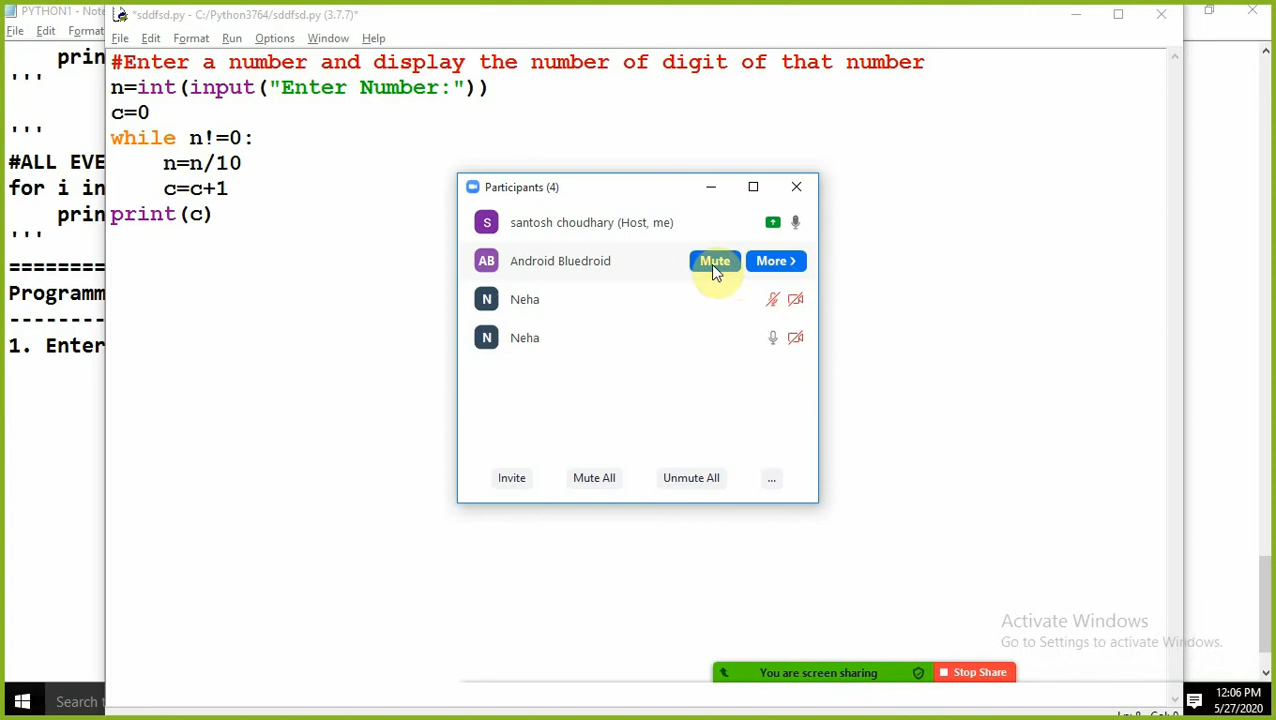 PYTHON1 - Note
File Edit Format
prin
'''
'''
#ALL EVE
for i in
prin
'''
========
Programm
--------
1. Enter
*sddfsd.py - C:/Python3764/sddfsd.py (3.7.7)*
File Edit Format Run Options Window Help
#Enter a number and display the number of digit of that number
n=int(input("Enter Number:"))
c=0
while n!=0:
n=n/10
c=c+1
print(c)
Participants (4)
S santosh choudhary (Host, me)
AB Android Bluedroid Mute More >
N Neha
N Neha
Invite Mute All Unmute All ...
Activate Windows
Go to Settings to activate Windows.
You are screen sharing Stop Share
Search
12:06 PM
5/27/2020